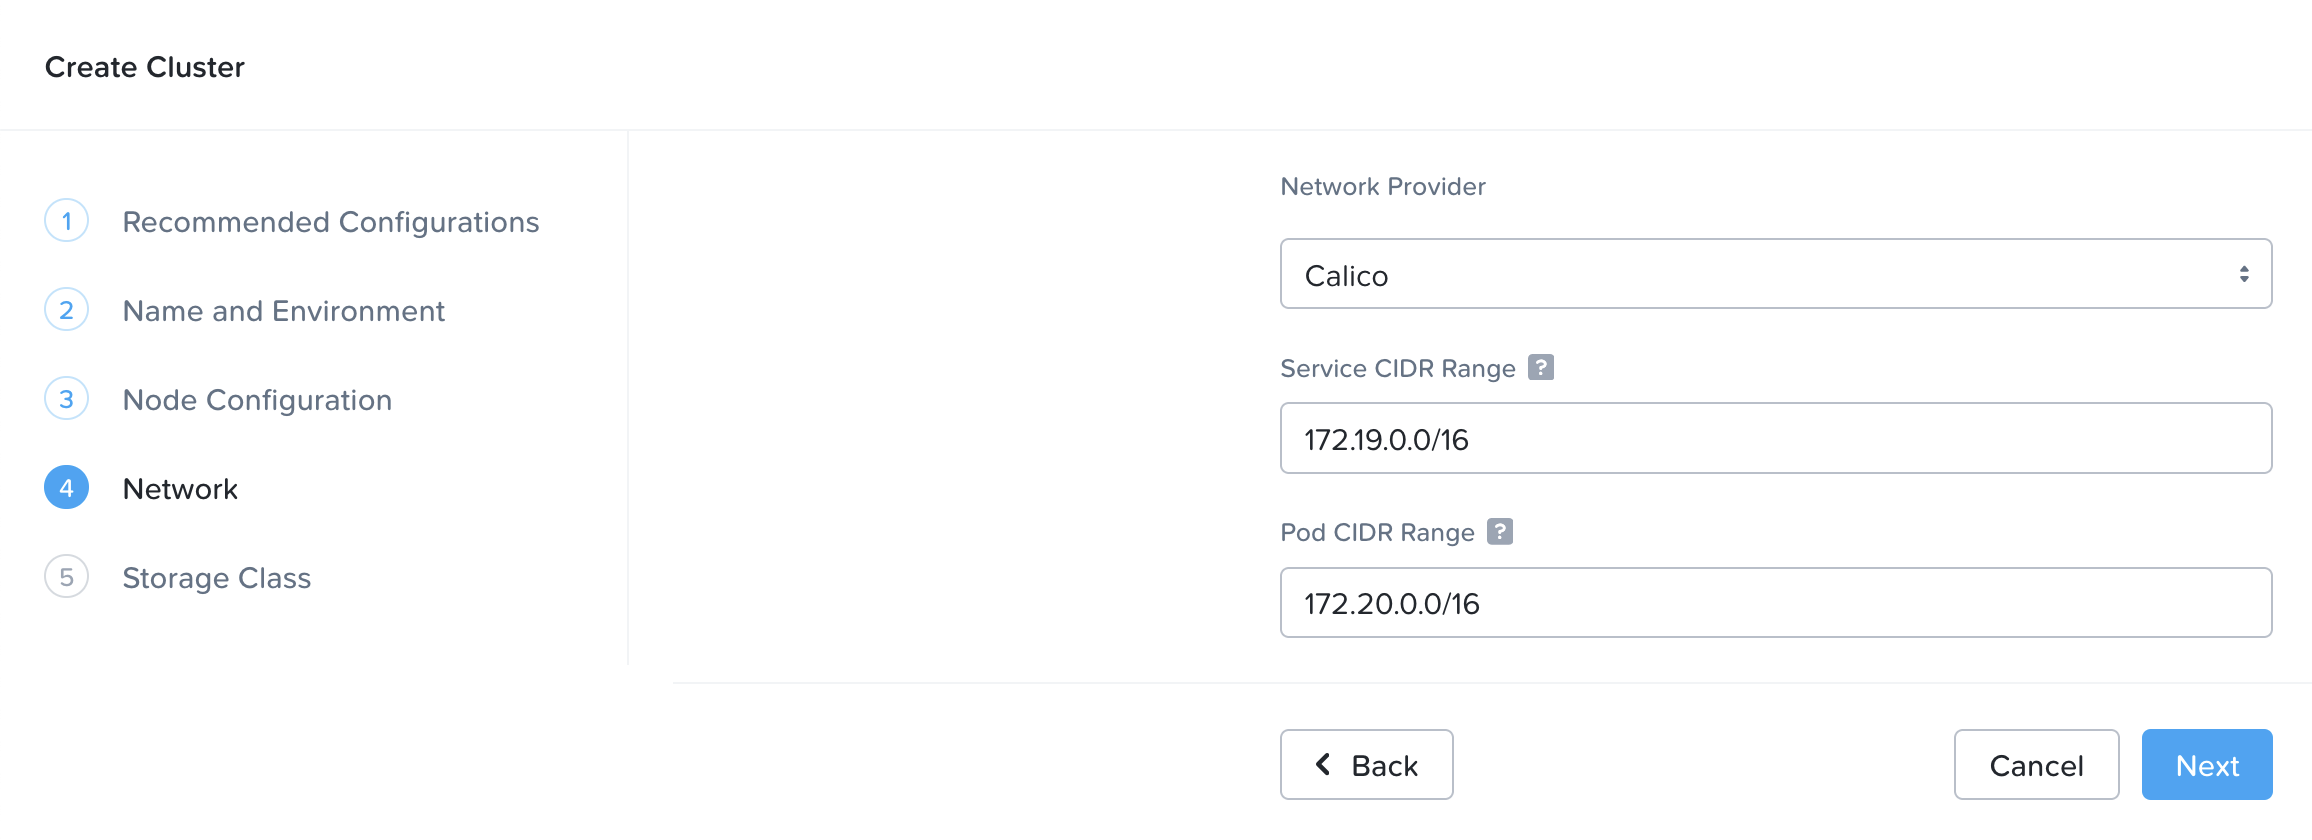 Create Cluster
1 Recommended Configurations
2 Name and Environment
3 Node Configuration
4 Network
5 Storage Class
Network Provider
Calico
Service CIDR Range ?
172.19.0.0/16
Pod CIDR Range ?
172.20.0.0/16
Back
Cancel
Next